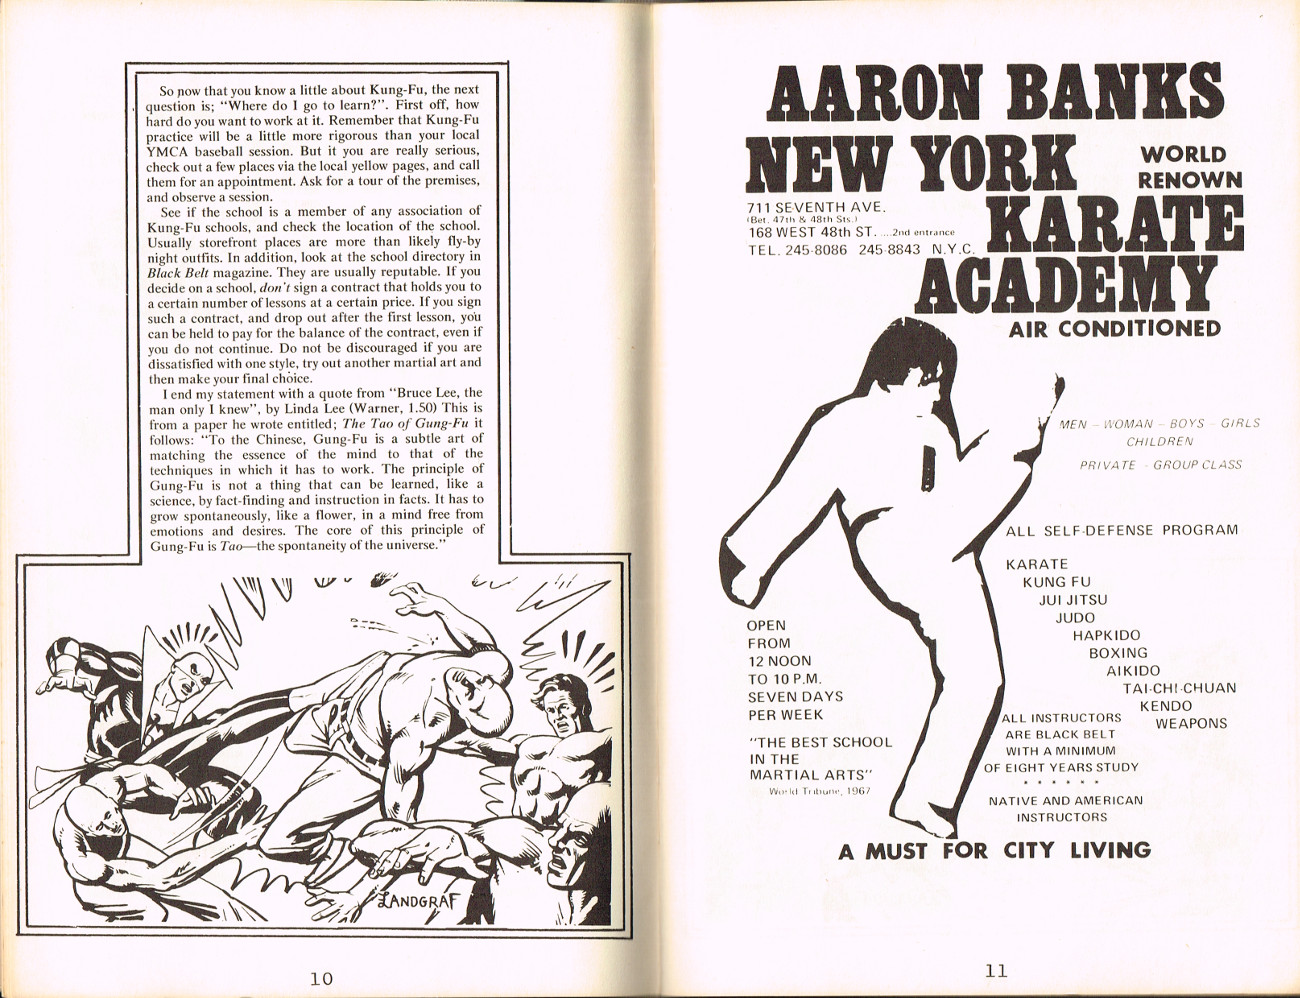 So now that you know a little about Kung-Fu, the next
question is; "Where do I go to learn?". First off, how
hard do you want to work at it. Remember that Kung-Fu
practice will be a little more rigorous than your local
YMCA baseball session. But it you are really serious,
check out a few places via the local yellow pages, and call
them for an appointment. Ask for a tour of the premises,
and observe a session.
See if the school is a member of any association of
Kung-Fu schools, and check the location of the school.
Usually storefront places are more than likely fly-by
night outfits. In addition, look at the school directory in
Black Belt magazine. They are usually reputable. If you
decide on a school, don't sign a contract that holds you to
a certain number of lessons at a certain price. If you sign
such a contract, and drop out after the first lesson, you
can be held to pay for the balance of the contract, even if
you do not continue. Do not be discouraged if you are
dissatisfied with one style, try out another martial art and
then make your final choice.
I end my statement with a quote from "Bruce Lee, the
man only I knew", by Linda Lee (Warner, 1.50) This is
from a paper he wrote entitled; The Tao of Gung-Fu it
follows: "To the Chinese, Gung-Fu is a subtle art of
matching the essence of the mind to that of the
techniques in which it has to work. The principle of
Gung-Fu is not a thing that can be learned, like a
science, by fact-finding and instruction in facts. It has to
grow spontaneously, like a flower, in a mind free from
emotions and desires. The core of this principle of
Gung-Fu is Tao—the spontaneity of the universe."
LANDGRAF
10
AARON BANKS
NEW YORK
WORLD
RENOWN
KARATE
ACADEMY
711 SEVENTH AVE.
(Bet. 47th & 48th Sts.)
168 WEST 48th ST. ....2nd entrance
TEL. 245-8086 245-8843 N.Y.C.
AIR CONDITIONED
MEN - WOMAN - BOYS - GIRLS
CHILDREN
PRIVATE - GROUP CLASS
ALL SELF-DEFENSE PROGRAM
KARATE
KUNG FU
JUI JITSU
JUDO
HAPKIDO
BOXING
AIKIDO
TAI-CHI-CHUAN
KENDO
WEAPONS
OPEN
FROM
12 NOON
TO 10 P.M.
SEVEN DAYS
PER WEEK
"THE BEST SCHOOL
IN THE
MARTIAL ARTS"
World Tribune, 1967
ALL INSTRUCTORS
ARE BLACK BELT
WITH A MINIMUM
OF EIGHT YEARS STUDY
* * * * * *
NATIVE AND AMERICAN
INSTRUCTORS
A MUST FOR CITY LIVING
11